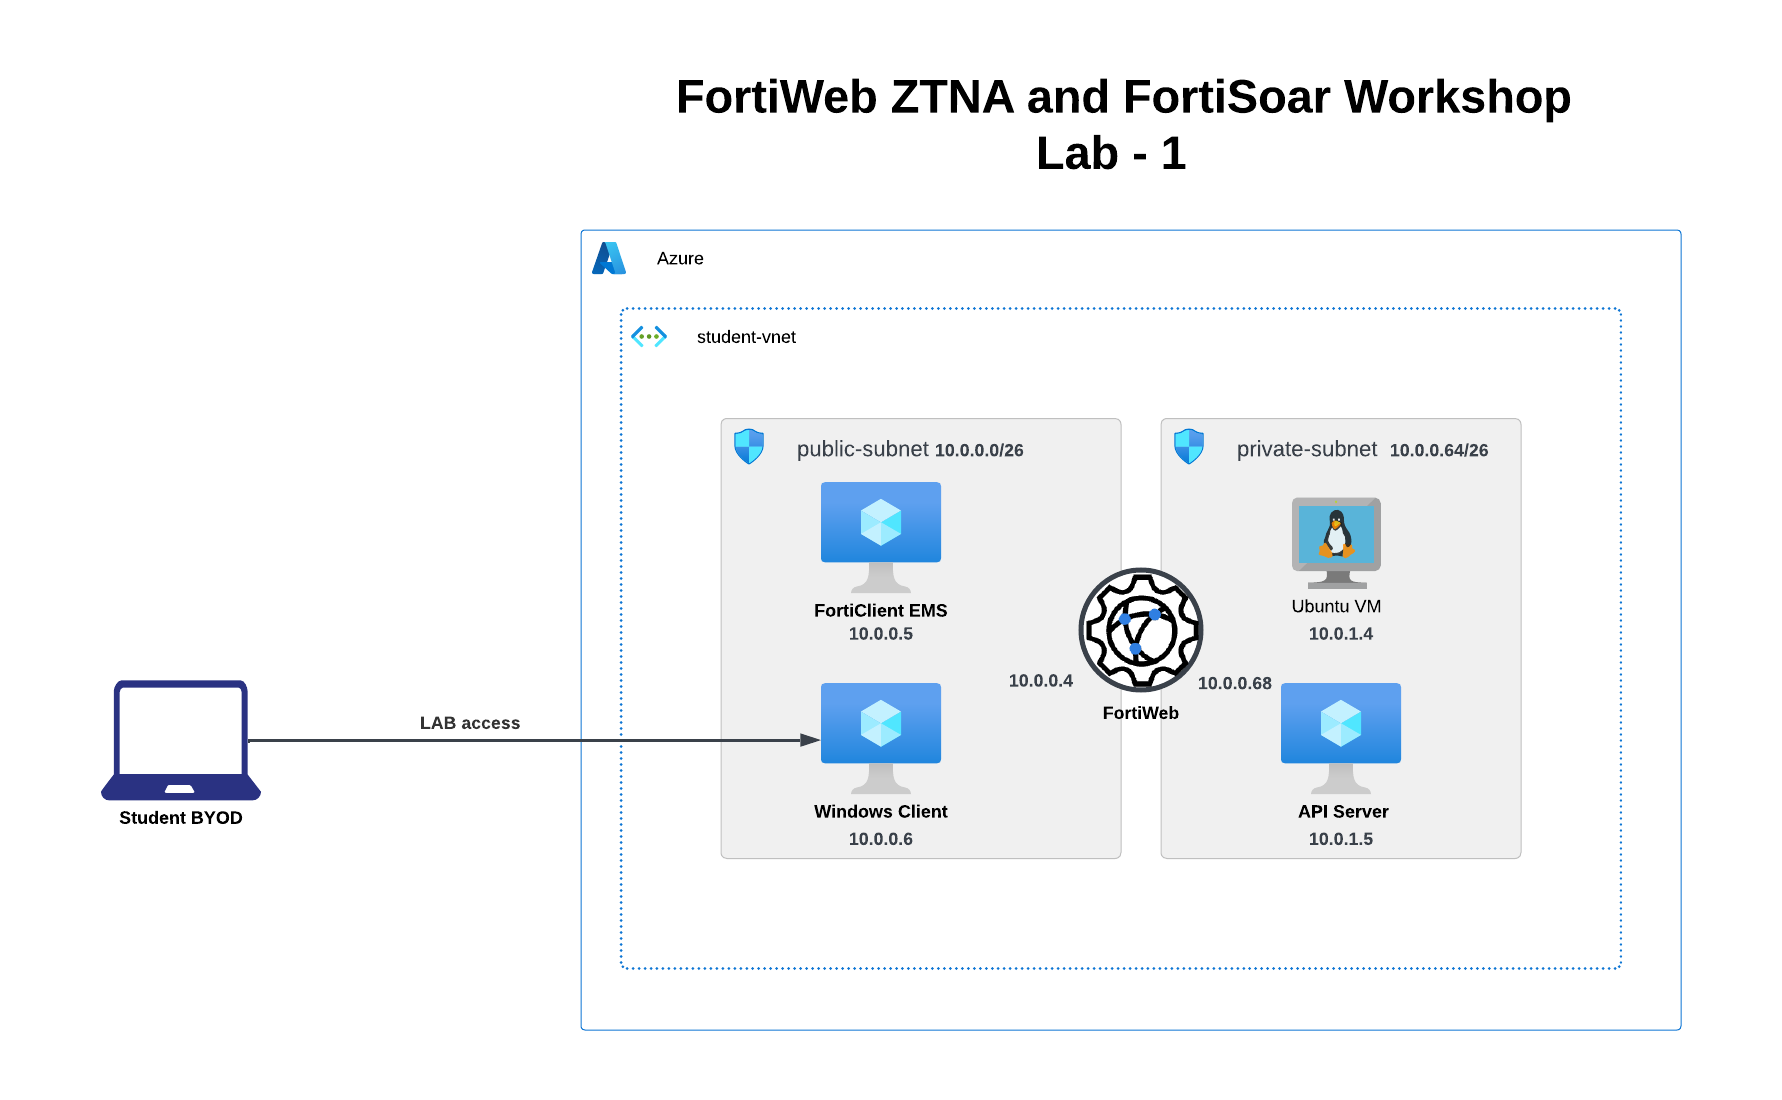 FortiWeb ZTNA and FortiSoar Workshop
Lab - 1
Azure
student-vnet
public-subnet 10.0.0.0/26
FortiClient EMS
10.0.0.5
10.0.0.4
Windows Client
10.0.0.6
FortiWeb
private-subnet 10.0.0.64/26
Ubuntu VM
10.0.1.4
10.0.0.68
API Server
10.0.1.5
LAB access
Student BYOD